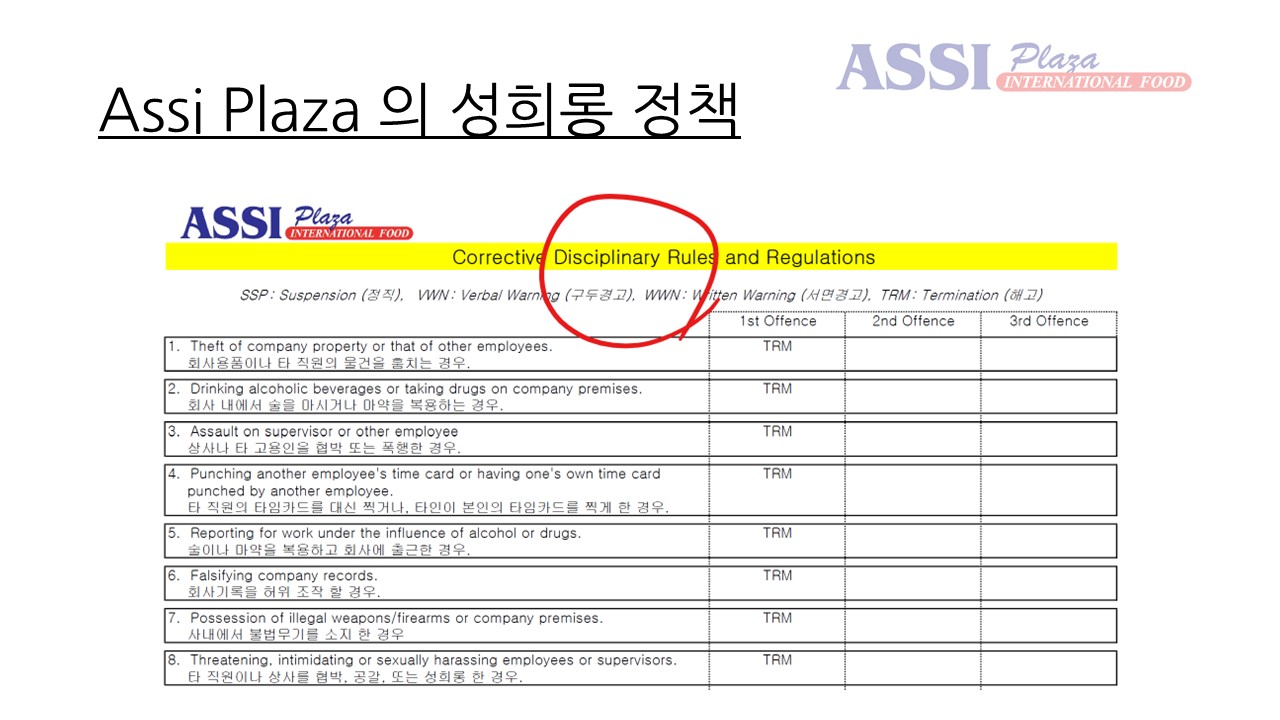 ASSI Plaza
INTERNATIONAL FOOD
Assi Plaza 의 성희롱 정책
ASSI Plaza
INTERNATIONAL FOOD
Corrective Disciplinary Rules and Regulations
SSP : Suspension (정직), VWN : Verbal Warning (구두경고), WWN : Written Warning (서면경고), TRM : Termination (해고)
1st Offence 2nd Offence 3rd Offence
1. Theft of company property or that of other employees. TRM
회사용품이나 타 직원의 물건을 훔치는 경우.
2. Drinking alcoholic beverages or taking drugs on company premises. TRM
회사 내에서 술을 마시거나 마약을 복용하는 경우.
3. Assault on supervisor or other employee TRM
상사나 타 고용인을 협박 또는 폭행한 경우.
4. Punching another employee's time card or having one's own time card TRM
punched by another employee.
타 직원의 타임카드를 대신 찍거나, 타인이 본인의 타임카드를 찍게 한 경우.
5. Reporting for work under the influence of alcohol or drugs. TRM
술이나 마약을 복용하고 회사에 출근한 경우.
6. Falsifying company records. TRM
회사기록을 허위 조작 할 경우.
7. Possession of illegal weapons/firearms or company premises. TRM
사내에서 불법무기를 소지 한 경우
8. Threatening, intimidating or sexually harassing employees or supervisors. TRM
타 직원이나 상사를 협박, 공갈, 또는 성희롱 한 경우.